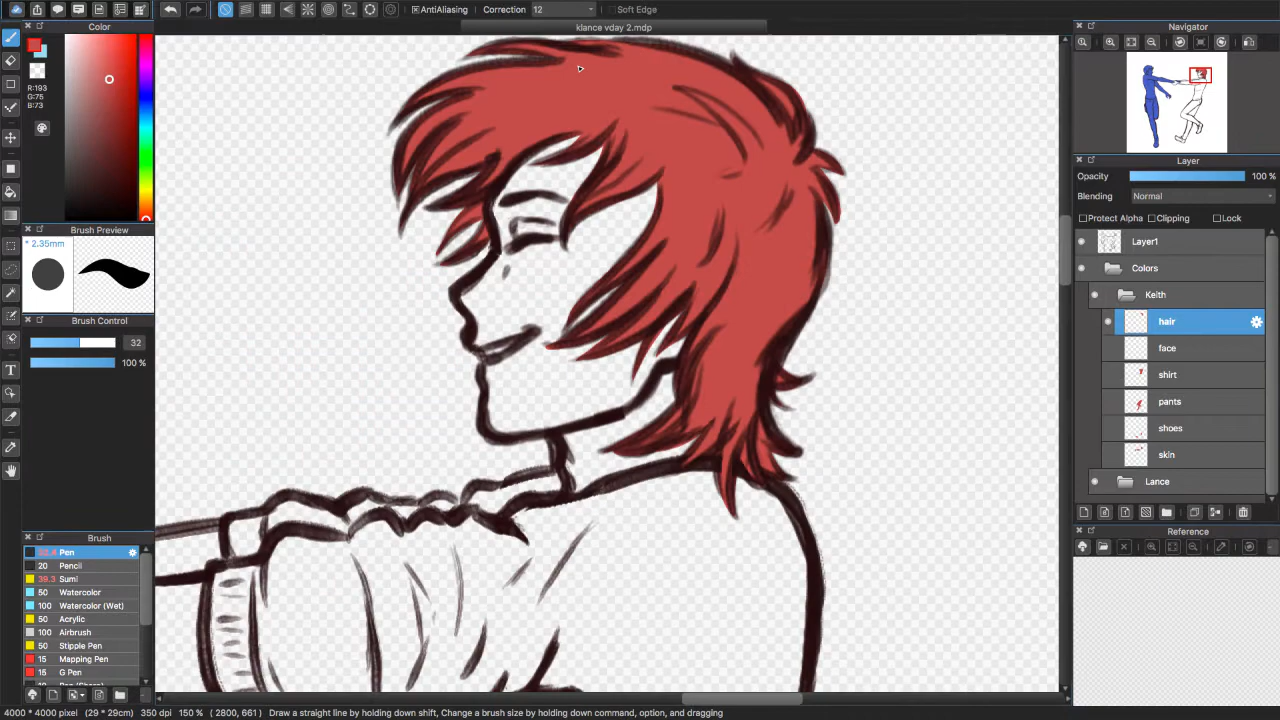 AntiAliasing Correction 12 Soft Edge
klance vday 2.mdp
Color
R:193
G:75
B:73
Brush Preview
* 2.35mm
Brush Control
32
100 %
Brush
Pen
20 Pencil
39.3 Sumi
50 Watercolor
100 Watercolor (Wet)
50 Acrylic
100 Airbrush
50 Stipple Pen
15 Mapping Pen
15 G Pen
Navigator
Layer
Opacity 100 %
Blending Normal
Protect Alpha Clipping Lock
Layer1
Colors
Keith
hair
face
shirt
pants
shoes
skin
Lance
Reference
4000 * 4000 pixel (29 * 29cm) 350 dpi 150 % ( 2800, 661) Draw a straight line by holding down shift, Change a brush size by holding down command, option, and dragging